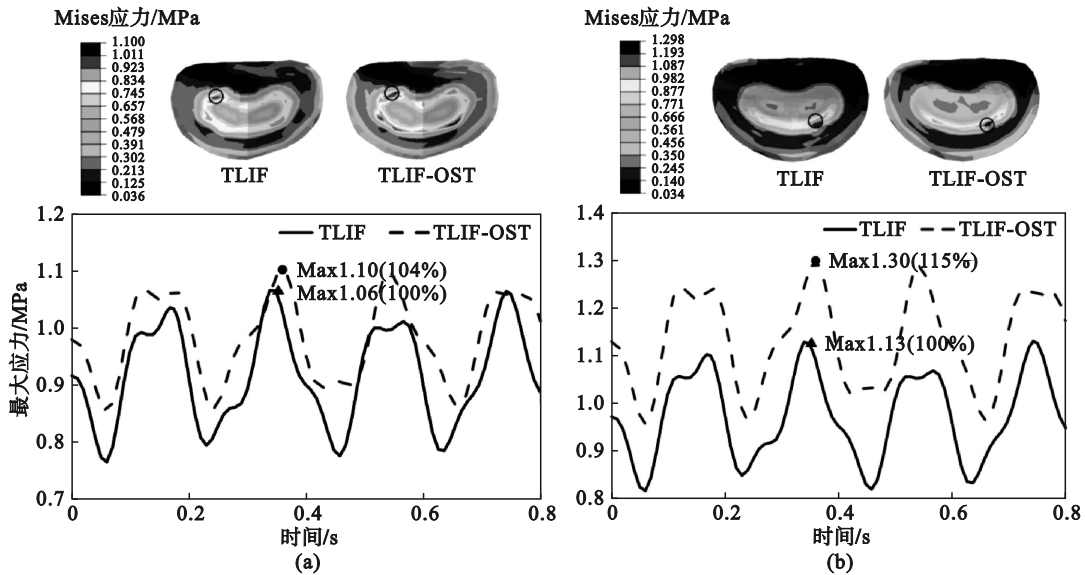 Mises应力/MPa
1.100
1.011
0.923
0.834
0.745
0.657
0.568
0.479
0.391
0.302
0.213
0.125
0.036
TLIF
TLIF-OST
1.2
1.1
1.0
0.9
0.8
0.7
最大应力/MPa
TLIF
TLIF-OST
Max1.10(104%)
Max1.06(100%)
0
0.2
0.4
0.6
0.8
时间/s
(a)
Mises应力/MPa
1.298
1.193
1.087
0.982
0.877
0.771
0.666
0.561
0.456
0.350
0.245
0.140
0.034
TLIF
TLIF-OST
1.4
1.3
1.2
1.1
1.0
0.9
0.8
TLIF
TLIF-OST
Max1.30(115%)
Max1.13(100%)
0
0.2
0.4
0.6
0.8
时间/s
(b)